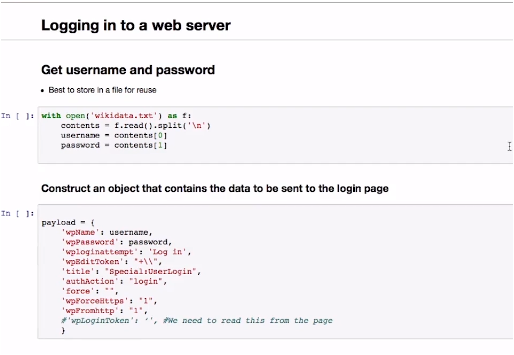 Logging in to a web server
Get username and password
• Best to store in a file for reuse
In [ ]: with open('wikidata.txt') as f:
contents = f.read().split('\n')
username = contents[0]
password = contents[1]
Construct an object that contains the data to be sent to the login page
In [ ]:
payload = {
'wpName': username,
'wpPassword': password,
'wploginattempt': 'Log in',
'wpEditToken': "+\\",
'title': "Special:UserLogin",
'authAction': "login",
'force': "",
'wpForceHttps': "1",
'wpFromhttp': "1",
#'wpLoginToken': '', #We need to read this from the page
}